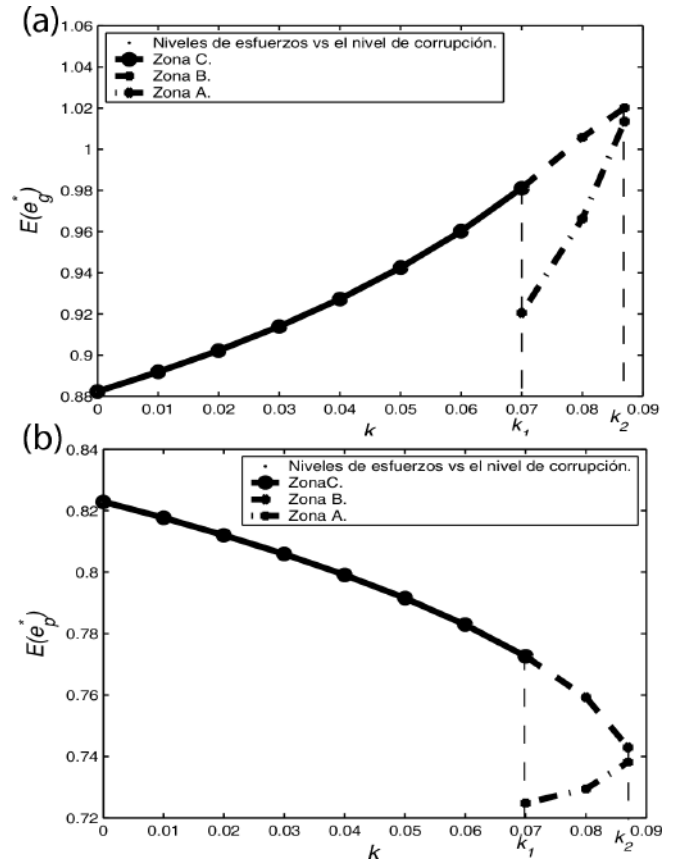 (a)
1.06
1.04
1.02
1
0.98
0.96
0.94
0.92
0.9
0.88
E(e*g)
Niveles de esfuerzos vs el nivel de corrupción.
Zona C.
Zona B.
Zona A.
0 0.01 0.02 0.03 0.04 0.05 0.06 0.07 0.08 0.09
k k1 k2
(b)
0.84
0.82
0.8
0.78
0.76
0.74
0.72
E(e*p)
Niveles de esfuerzos vs el nivel de corrupción.
ZonaC.
Zona B.
Zona A.
0 0.01 0.02 0.03 0.04 0.05 0.06 0.07 0.08 0.09
k k1 k2